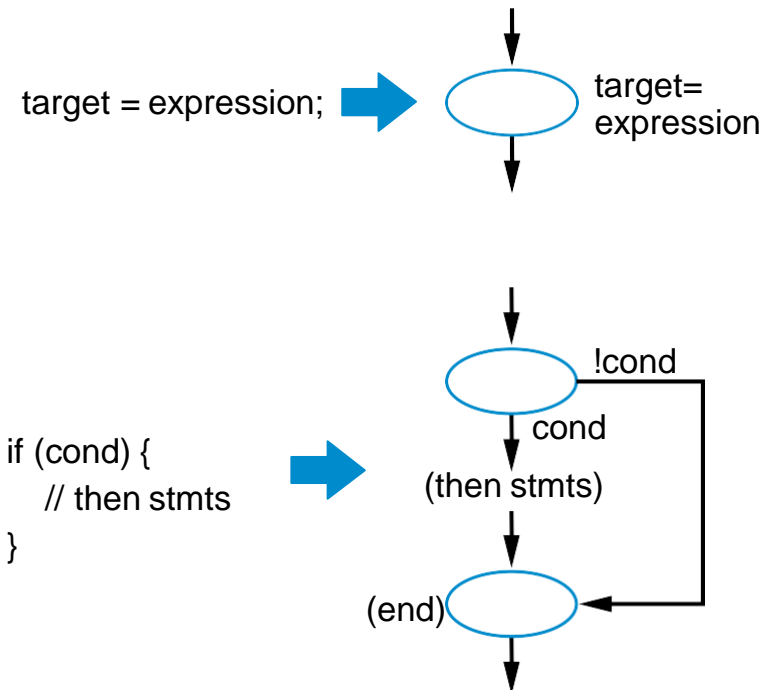 target = expression;
target=
expression
!cond
cond
if (cond) {
// then stmts
}
(then stmts)
(end)